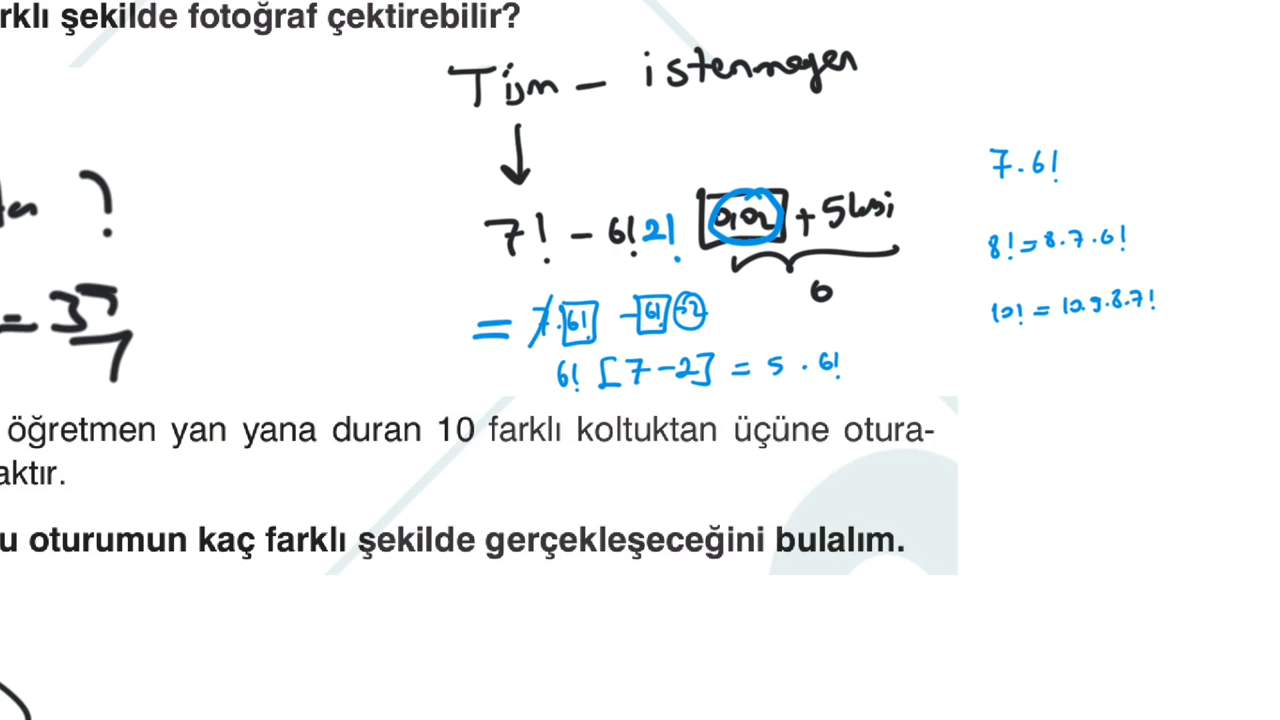 rklı şekilde fotoğraf çektirebilir?
Tüm – istenmeyen
7! – 6! 2! + 5 kişi
6
= 7.6! – 6! 2
6! [7–2] = 5 . 6!
7.6!
8! = 8.7.6!
10! = 10.9.8.7!
?
öğretmen yan yana duran 10 farklı koltuktan üçüne otura-
aktır.
u oturumun kaç farklı şekilde gerçekleşeceğini bulalım.